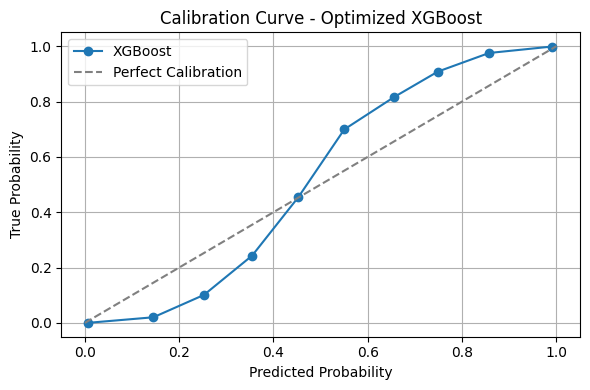 Calibration Curve - Optimized XGBoost
XGBoost
Perfect Calibration
True Probability
1.0
0.8
0.6
0.4
0.2
0.0
0.0 0.2 0.4 0.6 0.8 1.0
Predicted Probability